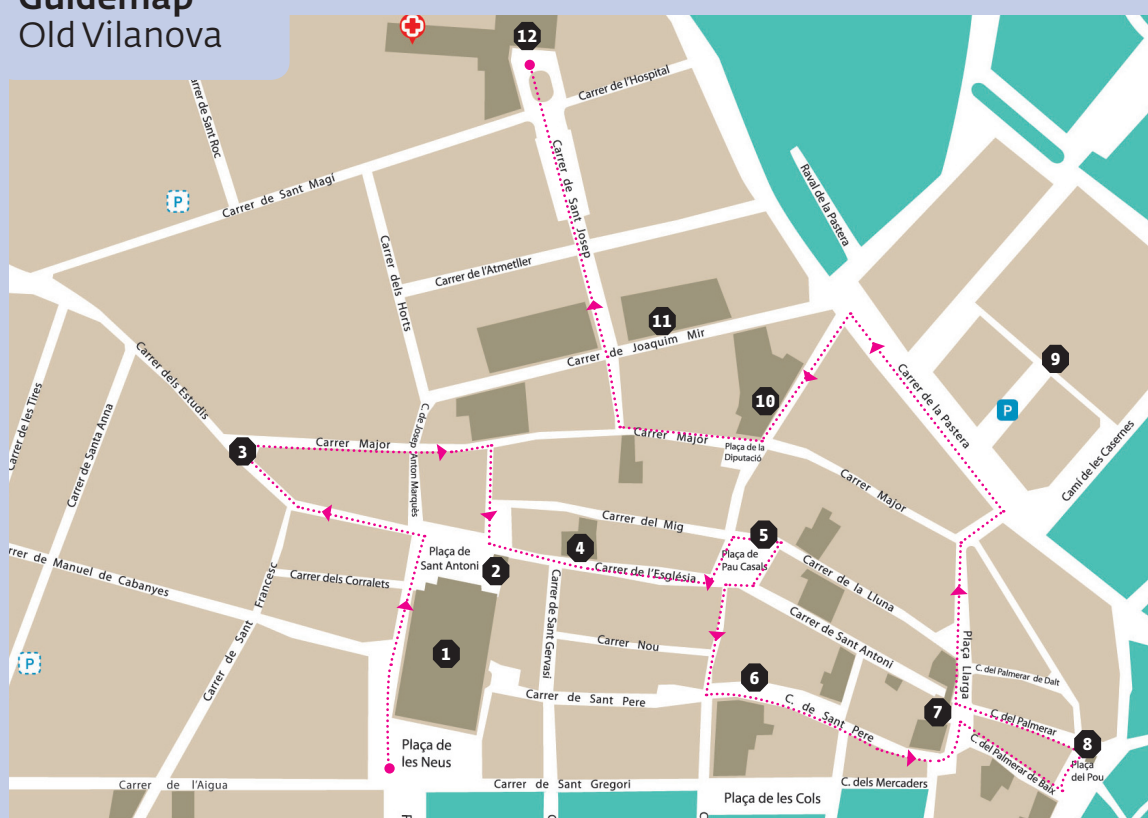 Guidemap
Old Vilanova
12
Carrer de l'Hospital
Carrer de Sant Roc
Carrer de Sant Magí
P
Carrer de Sant Josep
Raval de la Pastera
Carrer dels Horts
Carrer de l'Atmetller
11
Carrer de Joaquim Mir
Carrer dels Estudis
Carrer de les Tires
Carrer de Santa Anna
9
P
Carrer de la Pastera
Camí de les Casernes
10
C. de Josep Anton Marquès
3
Carrer Major
Carrer Major
Plaça de la
Diputació
Carrer Major
Carrer del Mig
5
4
Plaça de
Pau Casals
Plaça de
Sant Antoni
2
Carrer de l'Església
Carrer de la Lluna
Carrer de Manuel de Cabanyes
Carrer dels Corralets
Carrer de Sant Francesc
Carrer de Sant Gervasi
Carrer Nou
Carrer de Sant Antoni
Plaça Llarga
C. del Palmerar de Dalt
P
1
6
Carrer de Sant Pere
C. de Sant Pere
7
C. del Palmerar
8
C. del Palmerar de Baix
Plaça
del Pou
Plaça de
les Neus
Carrer de l'Aigua
Carrer de Sant Gregori
C. dels Mercaders
Plaça de les Cols